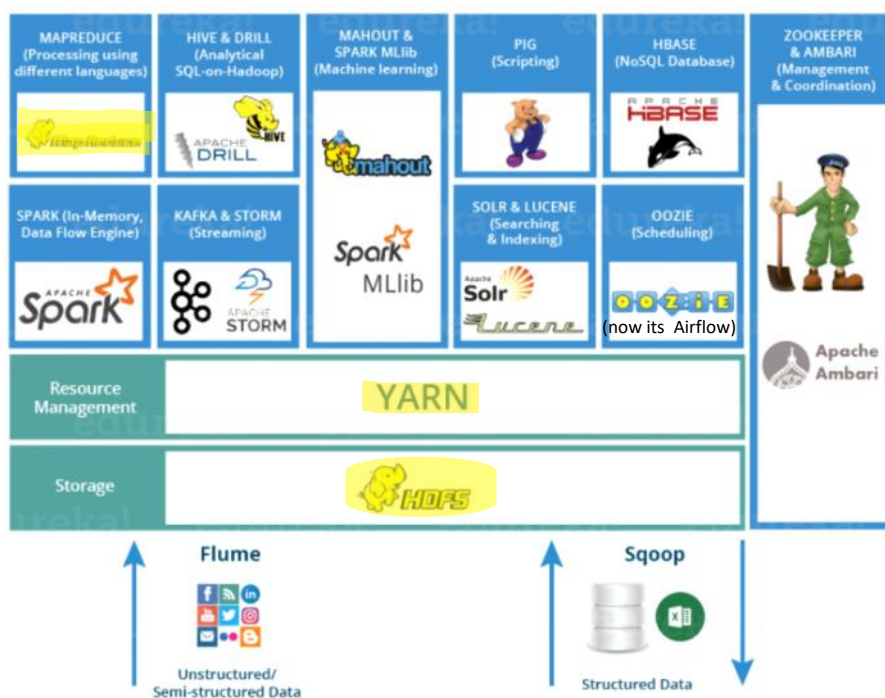 MAPREDUCE
(Processing using
different languages)
HIVE & DRILL
(Analytical
SQL-on-Hadoop)
MAHOUT &
SPARK MLlib
(Machine learning)
PIG
(Scripting)
HBASE
(NoSQL Database)
ZOOKEEPER
& AMBARI
(Management
& Coordination)
HIVE
APACHE
DRILL
mahout
APACHE
HBASE
SPARK (In-Memory,
Data Flow Engine)
KAFKA & STORM
(Streaming)
Spark
MLlib
SOLR & LUCENE
(Searching
& Indexing)
OOZIE
(Scheduling)
APACHE
Spark
APACHE
STORM
Apache
Solr
Lucene
OOZIE
(now its Airflow)
Apache
Ambari
Resource
Management
YARN
Storage
HDFS
Flume
Sqoop
Unstructured/
Semi-structured Data
Structured Data
edureka!